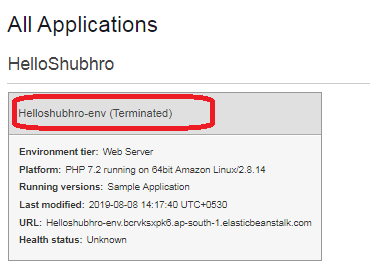 All Applications
HelloShubhro
Helloshubhro-env (Terminated)
Environment tier: Web Server
Platform: PHP 7.2 running on 64bit Amazon Linux/2.8.14
Running versions: Sample Application
Last modified: 2019-08-08 14:17:40 UTC+0530
URL: Helloshubhro-env.bcrvksxpk6.ap-south-1.elasticbeanstalk.com
Health status: Unknown